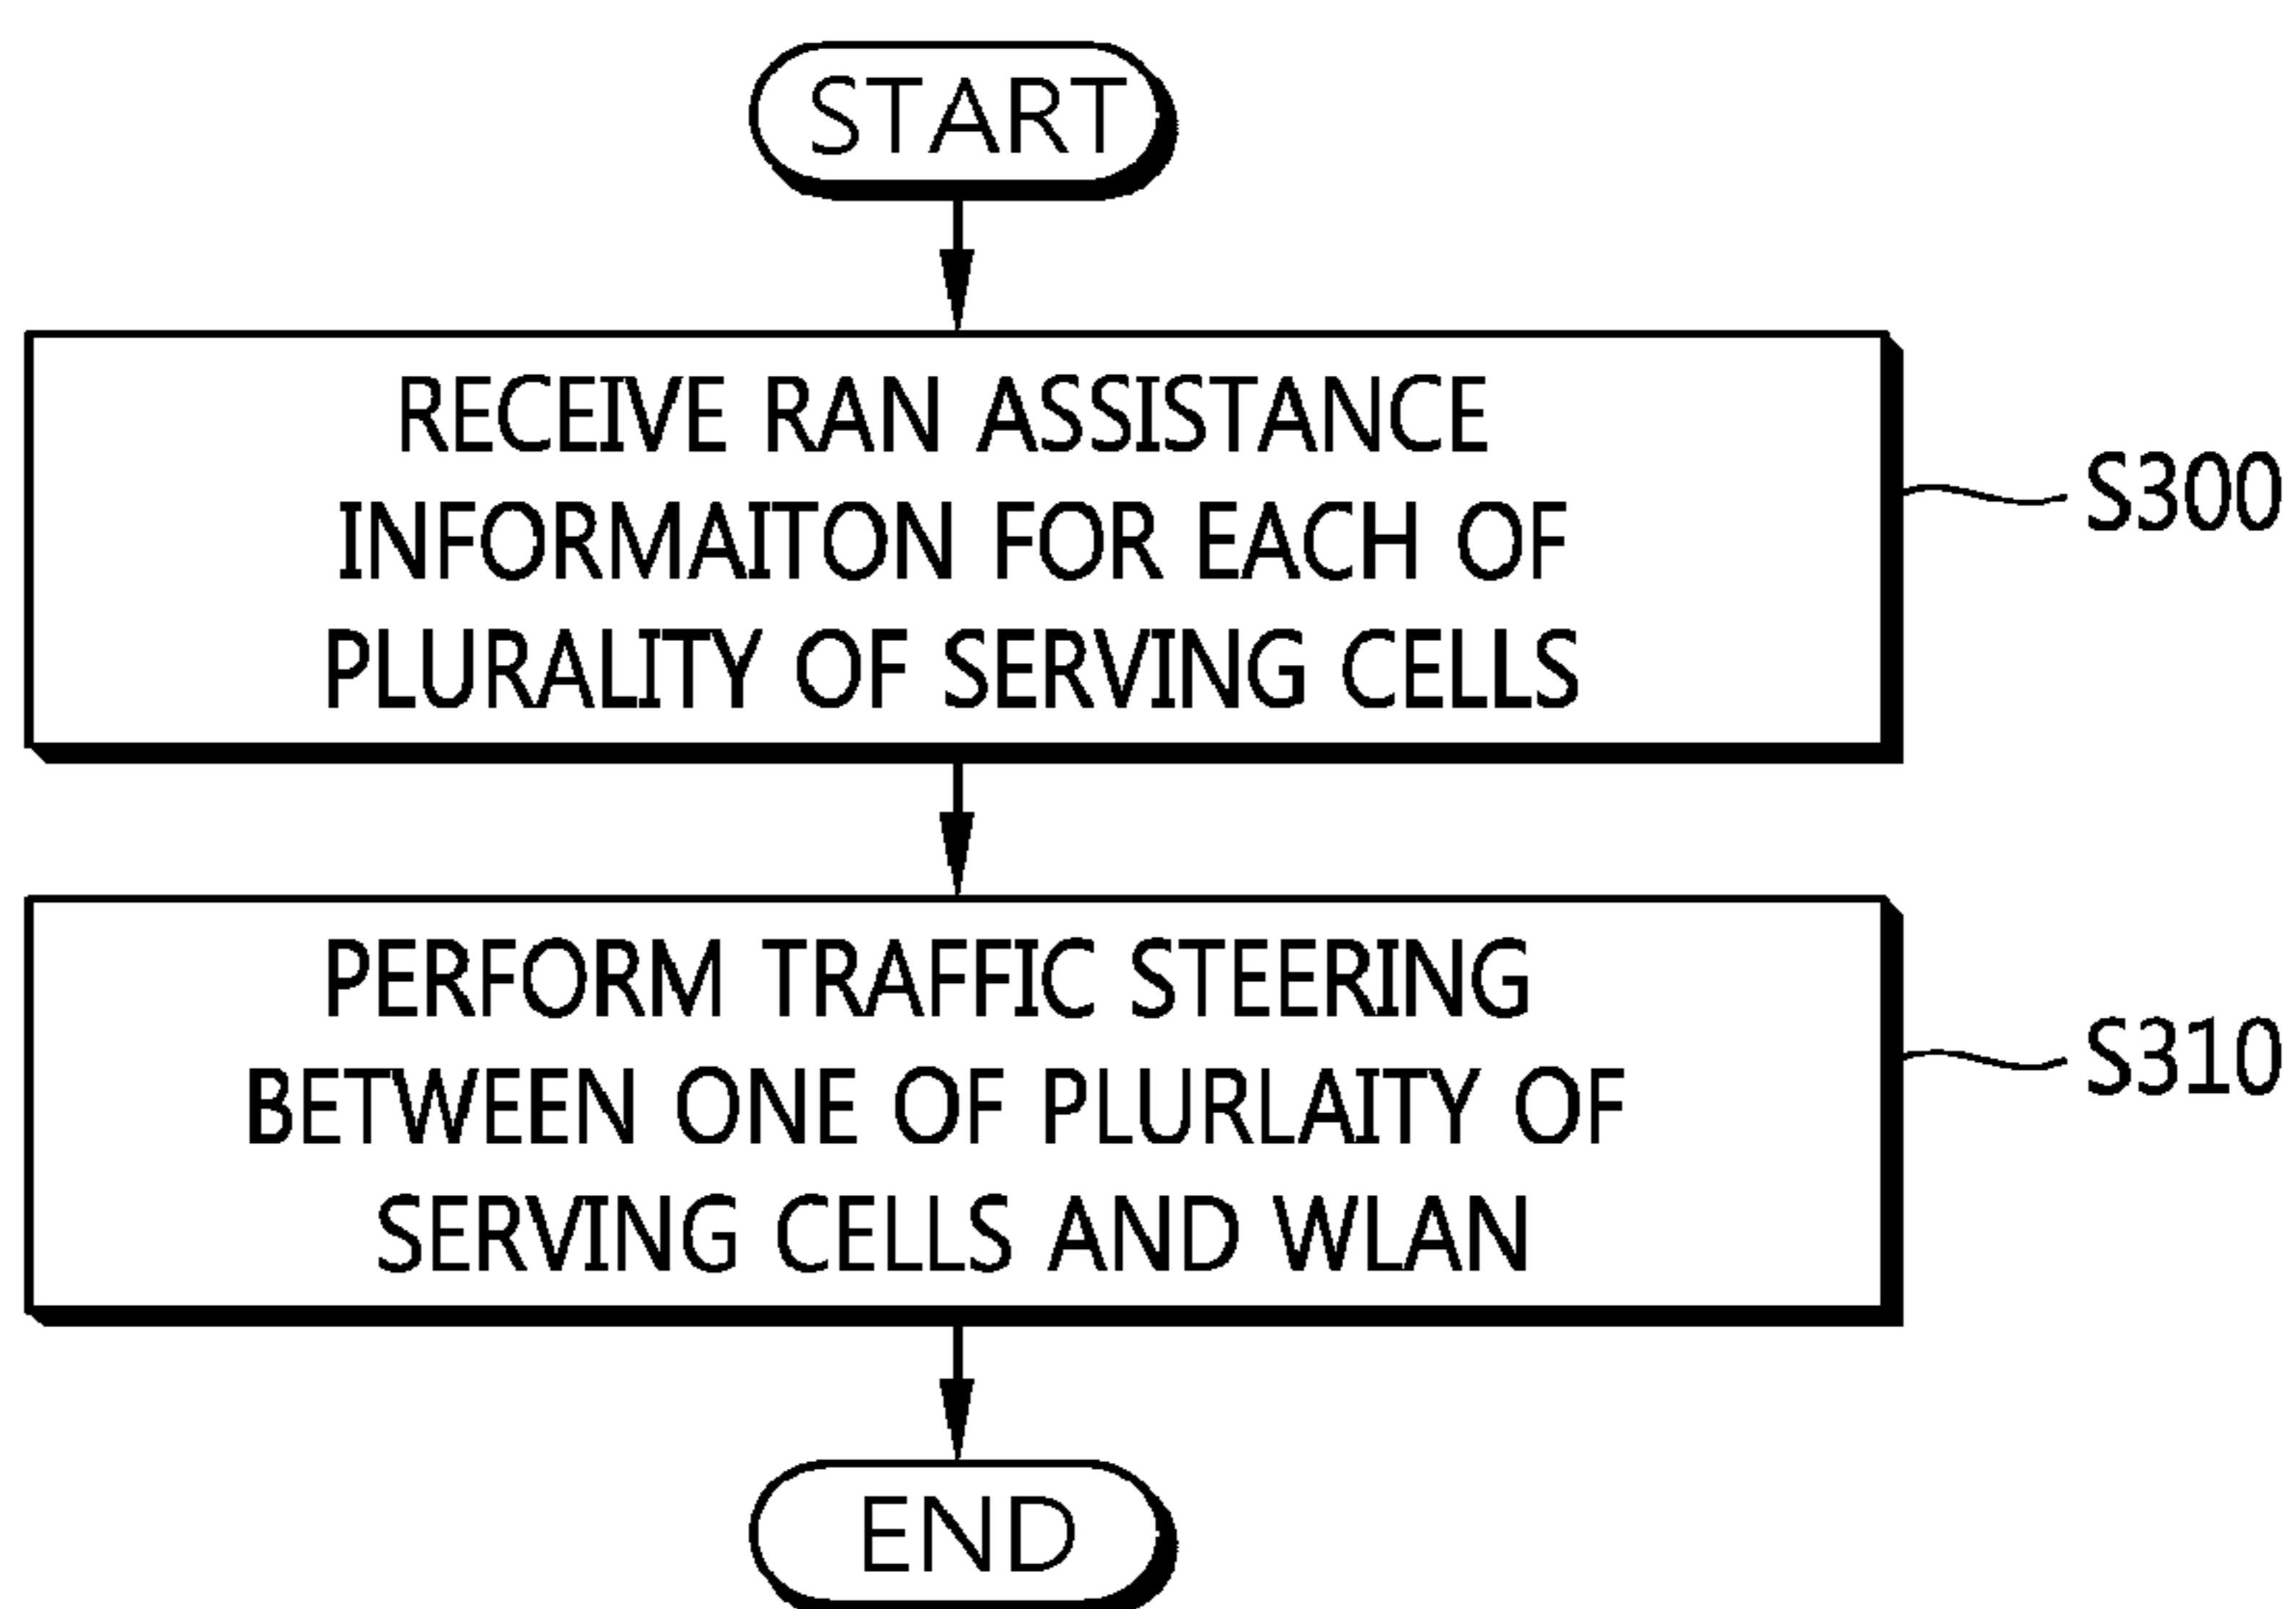 START
RECEIVE RAN ASSISTANCE
INFORMAITON FOR EACH OF
PLURALITY OF SERVING CELLS
S300
PERFORM TRAFFIC STEERING
BETWEEN ONE OF PLURLAITY OF
SERVING CELLS AND WLAN
S310
END